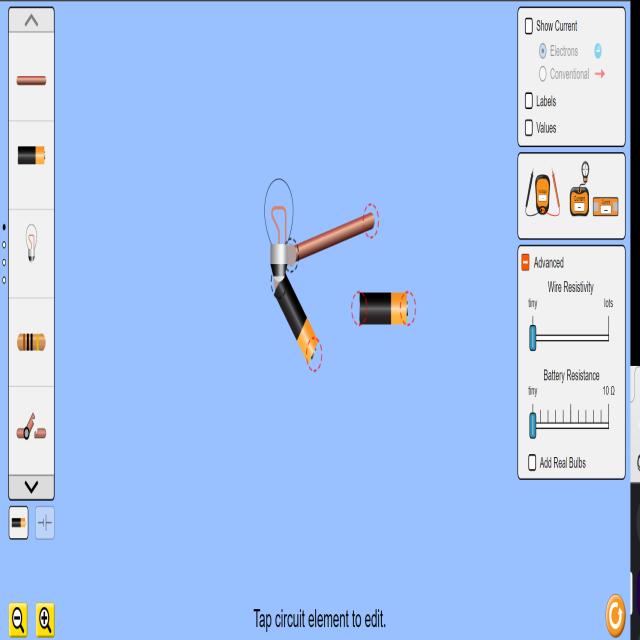 Show Current
Electrons
Conventional
Labels
Values
Current
Advanced
Wire Resistivity
tiny lots
Battery Resistance
tiny 10 Ω
Add Real Bulbs
Tap circuit element to edit.